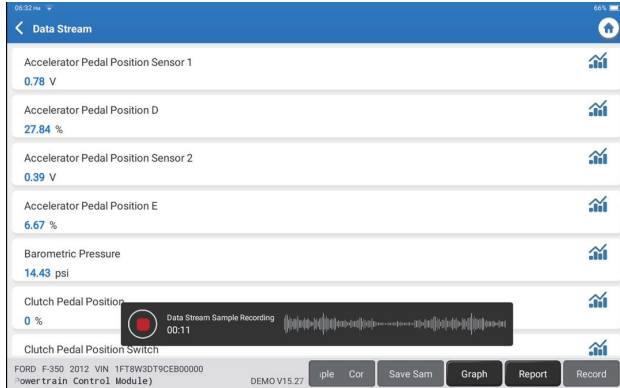 06:32 PM 66%
Data Stream
Accelerator Pedal Position Sensor 1
0.78 V
Accelerator Pedal Position D
27.84 %
Accelerator Pedal Position Sensor 2
0.39 V
Accelerator Pedal Position E
6.67 %
Barometric Pressure
14.43 psi
Clutch Pedal Position
0 %
Data Stream Sample Recording
00:11
Clutch Pedal Position Switch
FORD F-350 2012 VIN 1FT8W3DT9CEB00000
Powertrain Control Module) DEMO V15.27
ple Cor Save Sam Graph Report Record